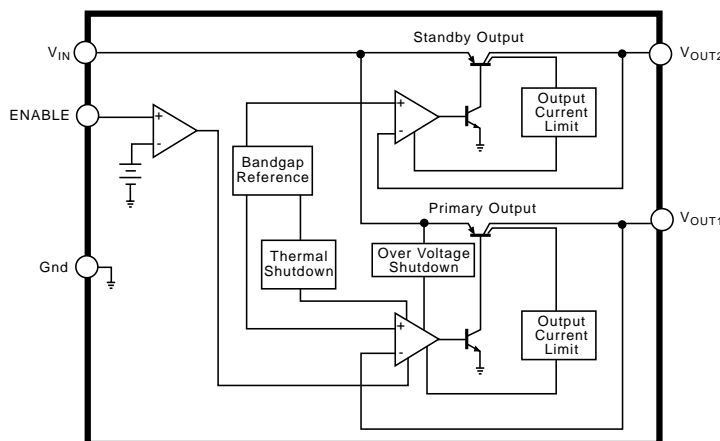 Standby Output
VIN
VOUT2
ENABLE
+
-
+
-
Output
Current
Limit
Bandgap
Reference
Primary Output
VOUT1
Gnd
Thermal
Shutdown
Over Voltage
Shutdown
+
-
Output
Current
Limit